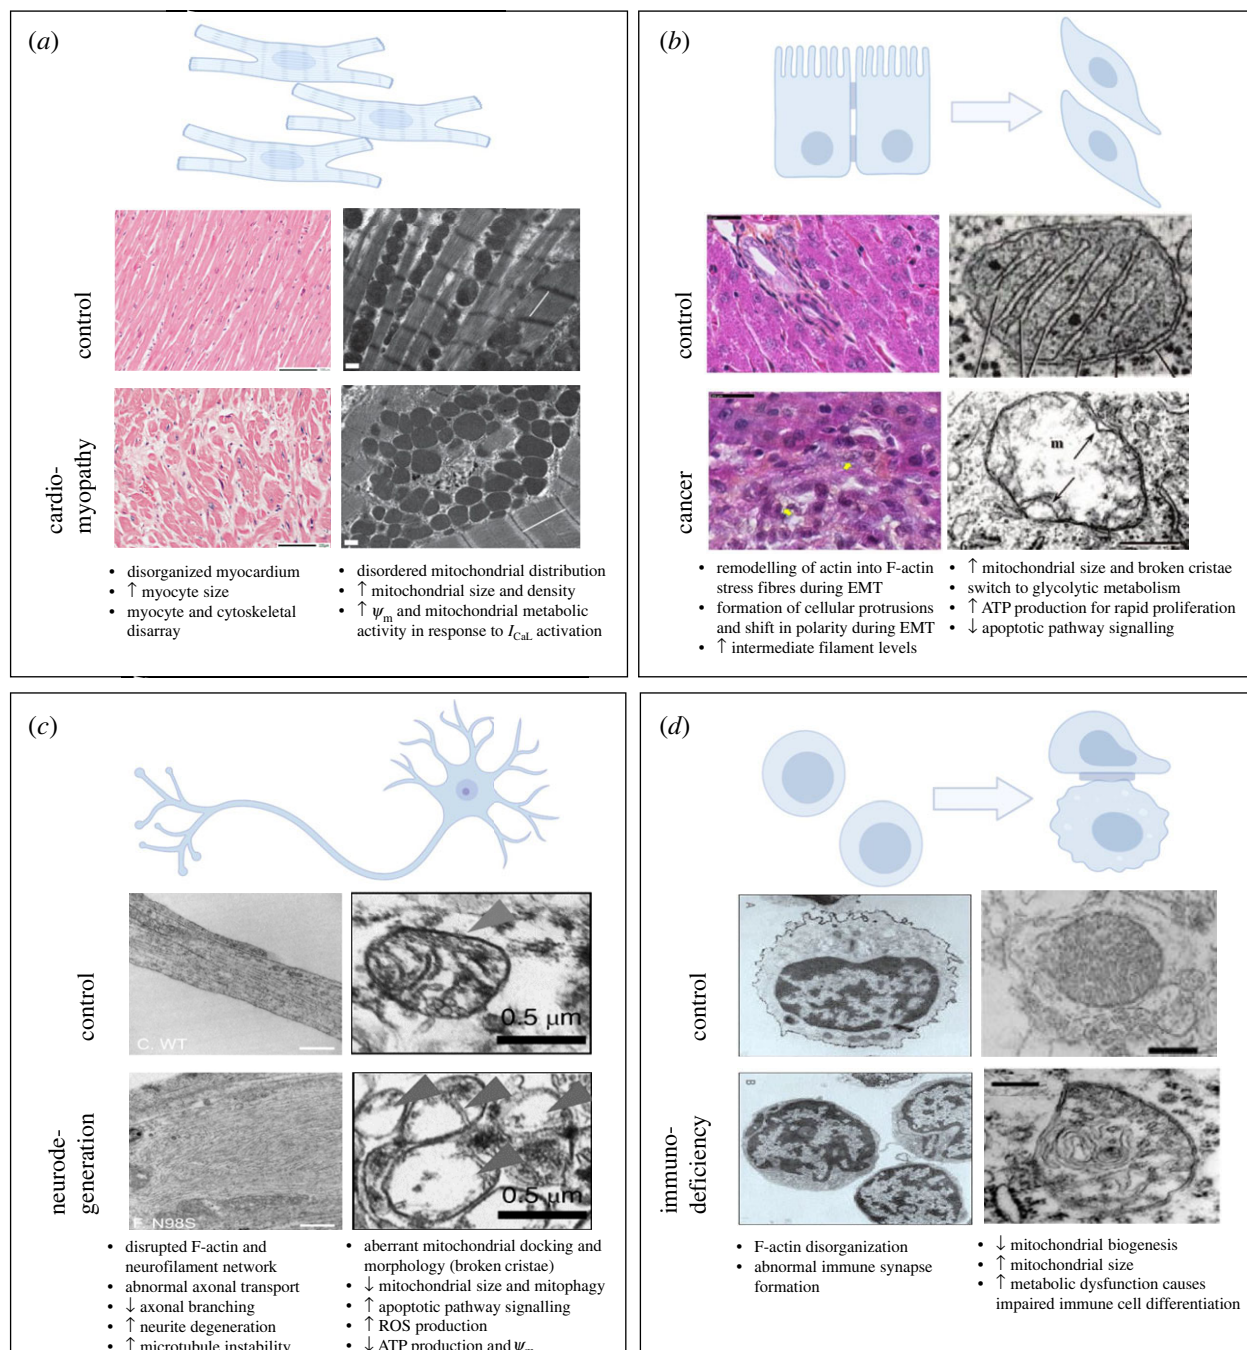 (a)
control
cardio-
myopathy
• disorganized myocardium
• ↑ myocyte size
• myocyte and cytoskeletal
disarray
• disordered mitochondrial distribution
• ↑ mitochondrial size and density
• ↑ ψm and mitochondrial metabolic
activity in response to ICaL activation
(b)
control
cancer
m
• remodelling of actin into F-actin
stress fibres during EMT
• formation of cellular protrusions
and shift in polarity during EMT
• ↑ intermediate filament levels
• ↑ mitochondrial size and broken cristae
• switch to glycolytic metabolism
• ↑ ATP production for rapid proliferation
• ↓ apoptotic pathway signalling
(c)
control
C. WT
0.5 µm
neurode-
generation
F. N98S
0.5 µm
• disrupted F-actin and
neurofilament network
• abnormal axonal transport
• ↓ axonal branching
• ↑ neurite degeneration
• ↑ microtubule instability
• aberrant mitochondrial docking and
morphology (broken cristae)
• ↓ mitochondrial size and mitophagy
• ↑ apoptotic pathway signalling
• ↑ ROS production
• ↓ ATP production and ψm
(d)
control
A
immuno-
deficiency
B
• F-actin disorganization
• abnormal immune synapse
formation
• ↓ mitochondrial biogenesis
• ↑ mitochondrial size
• ↑ metabolic dysfunction causes
impaired immune cell differentiation